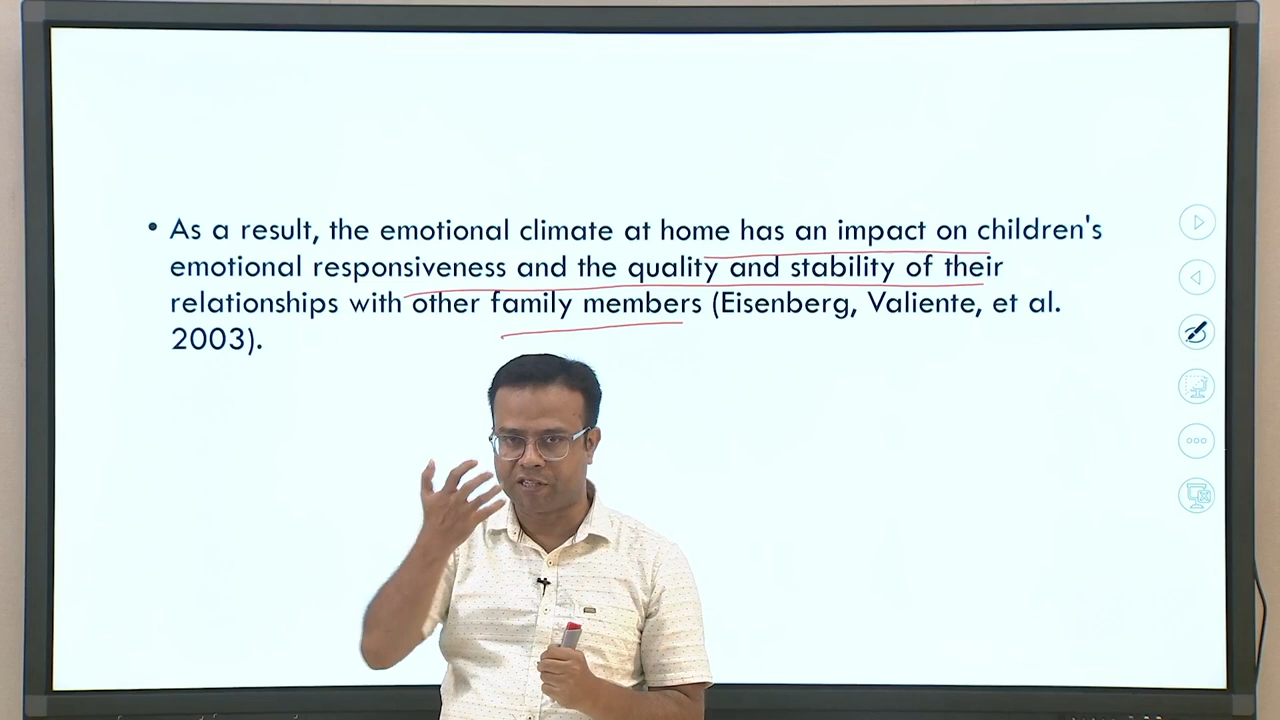 • As a result, the emotional climate at home has an impact on children's
emotional responsiveness and the quality and stability of their
relationships with other family members (Eisenberg, Valiente, et al.
2003).